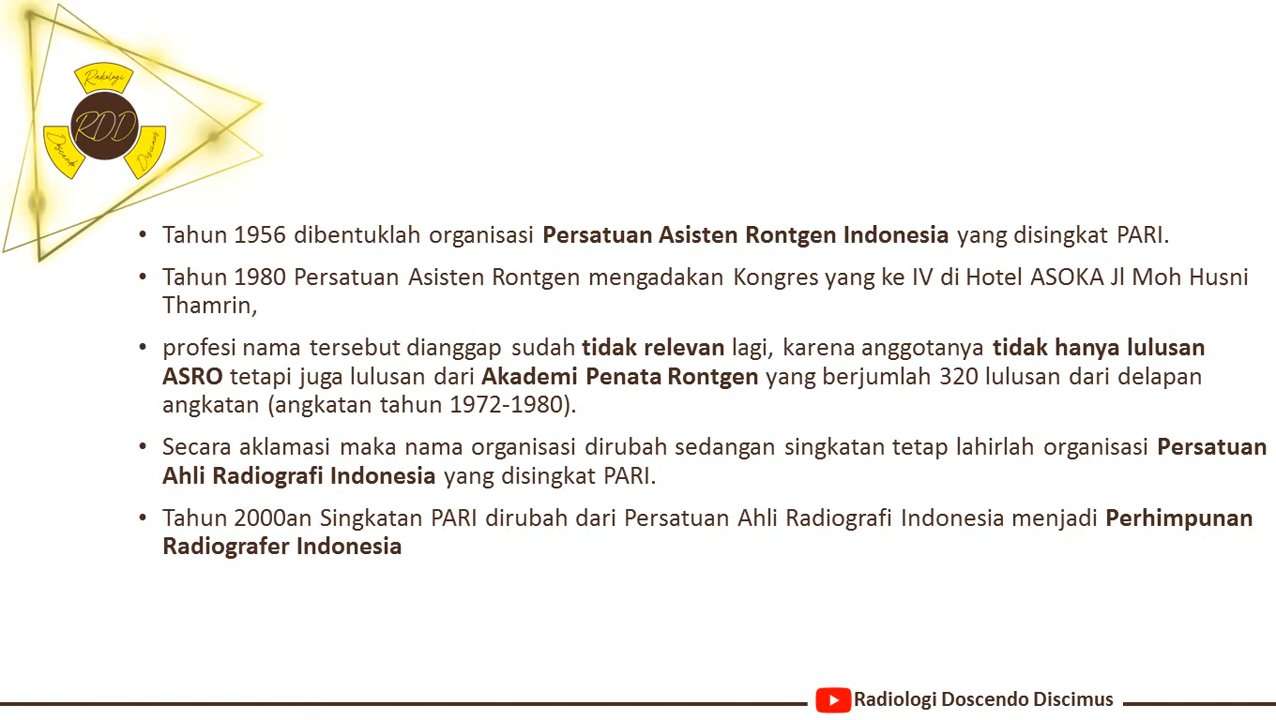 Radiologi
RDD
Doscendo
Discimus
• Tahun 1956 dibentuklah organisasi Persatuan Asisten Rontgen Indonesia yang disingkat PARI.
• Tahun 1980 Persatuan Asisten Rontgen mengadakan Kongres yang ke IV di Hotel ASOKA Jl Moh Husni
Thamrin,
• profesi nama tersebut dianggap sudah tidak relevan lagi, karena anggotanya tidak hanya lulusan
ASRO tetapi juga lulusan dari Akademi Penata Rontgen yang berjumlah 320 lulusan dari delapan
angkatan (angkatan tahun 1972-1980).
• Secara aklamasi maka nama organisasi dirubah sedangan singkatan tetap lahirlah organisasi Persatuan
Ahli Radiografi Indonesia yang disingkat PARI.
• Tahun 2000an Singkatan PARI dirubah dari Persatuan Ahli Radiografi Indonesia menjadi Perhimpunan
Radiografer Indonesia
Radiologi Doscendo Discimus